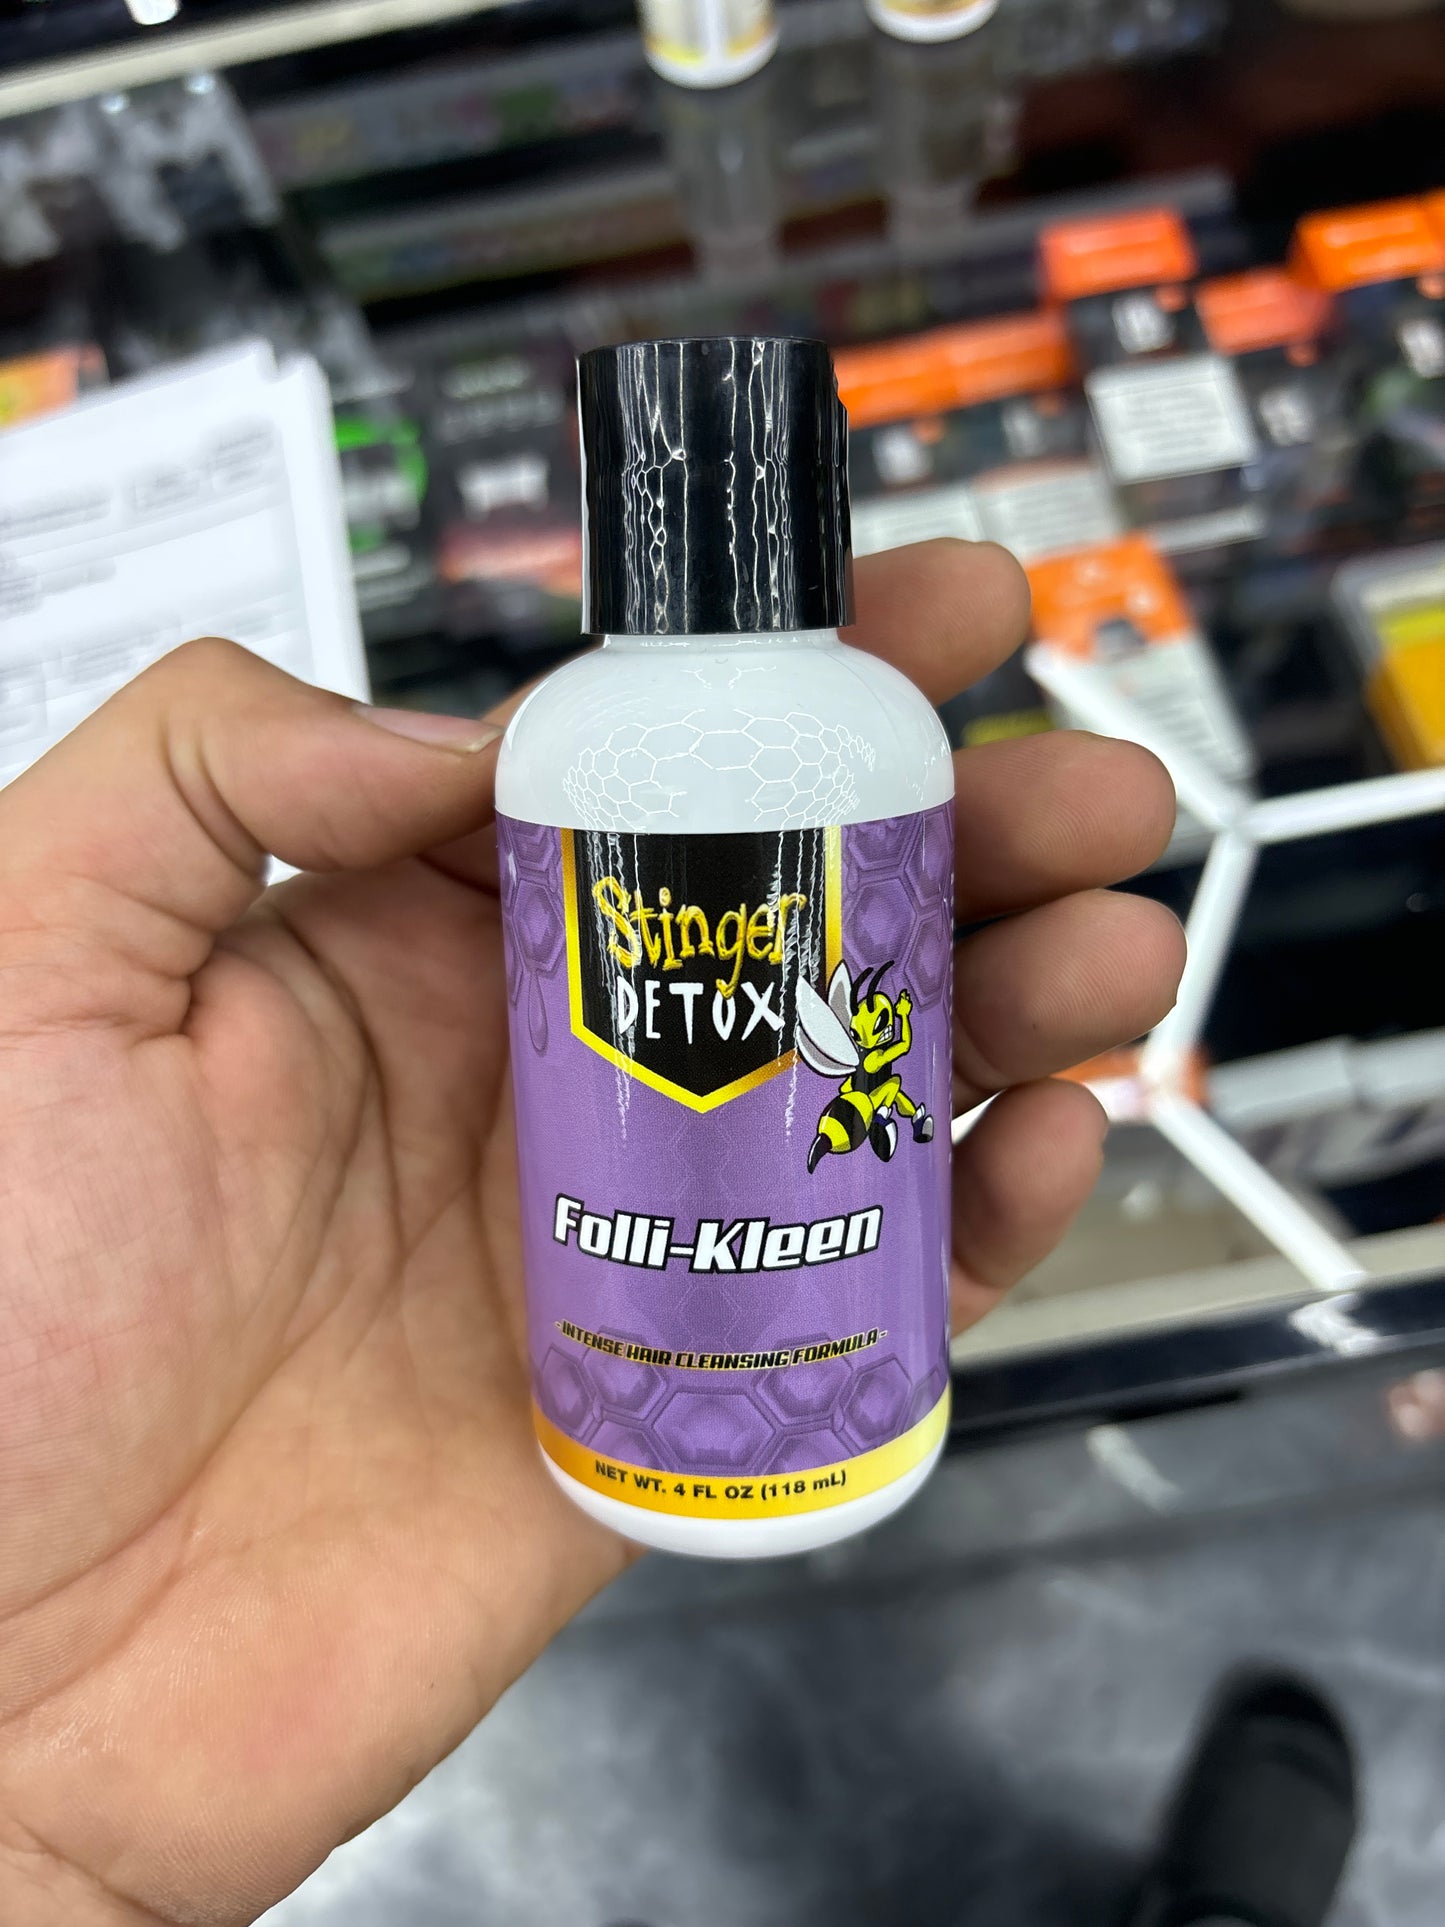 Stinger
DETOX
Folli-Kleen
- INTENSE HAIR CLEANSING FORMULA -
NET WT. 4 FL OZ (118 mL)